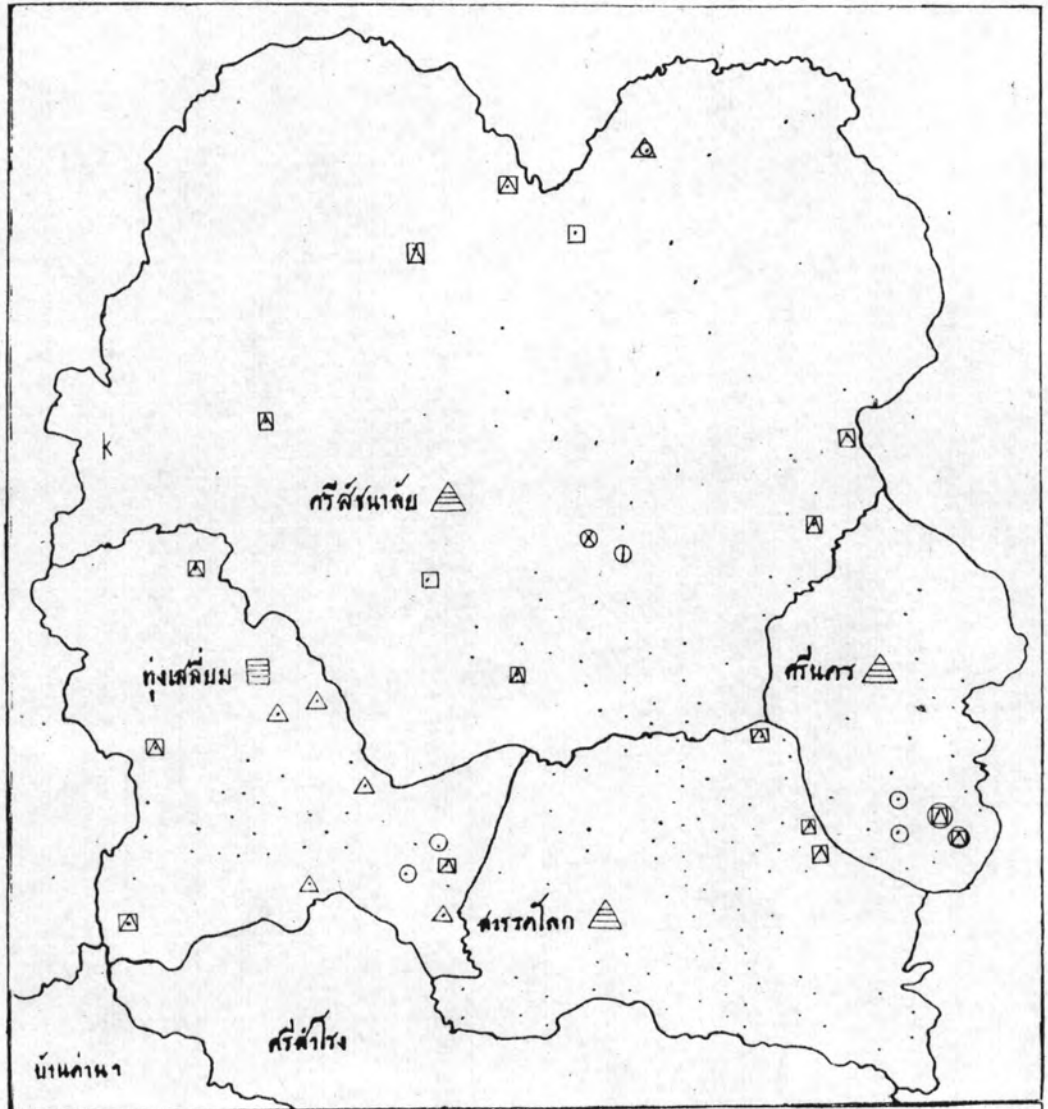 k
ศรีสัชนาลัย
ทุ่งเสลี่ยม
ศรีนคร
สวรรคโลก
ศรีสำโรง
บ้านด่านฯ